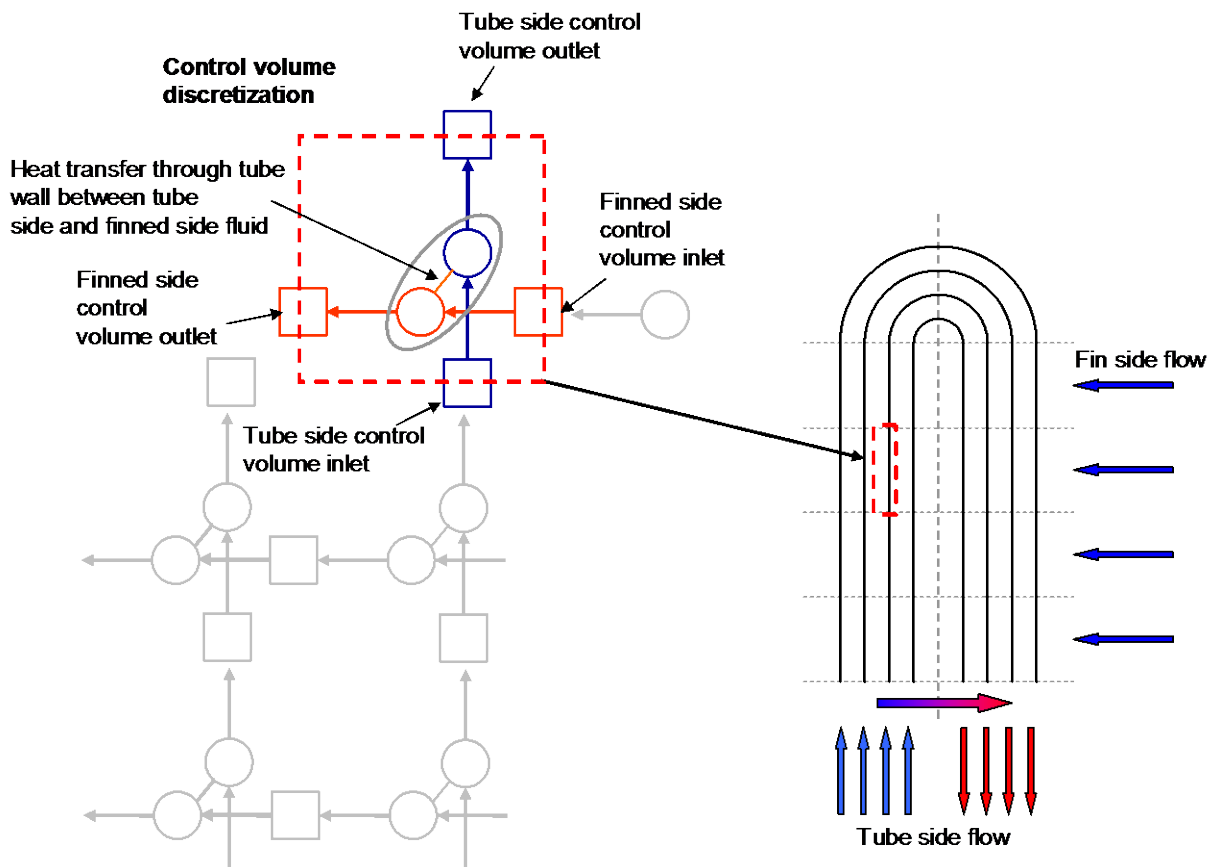 Tube side control
volume outlet
Control volume
discretization
Heat transfer through tube
wall between tube
side and finned side fluid
Finned side
control
volume inlet
Finned side
control
volume outlet
Tube side control
volume inlet
Fin side flow
Tube side flow